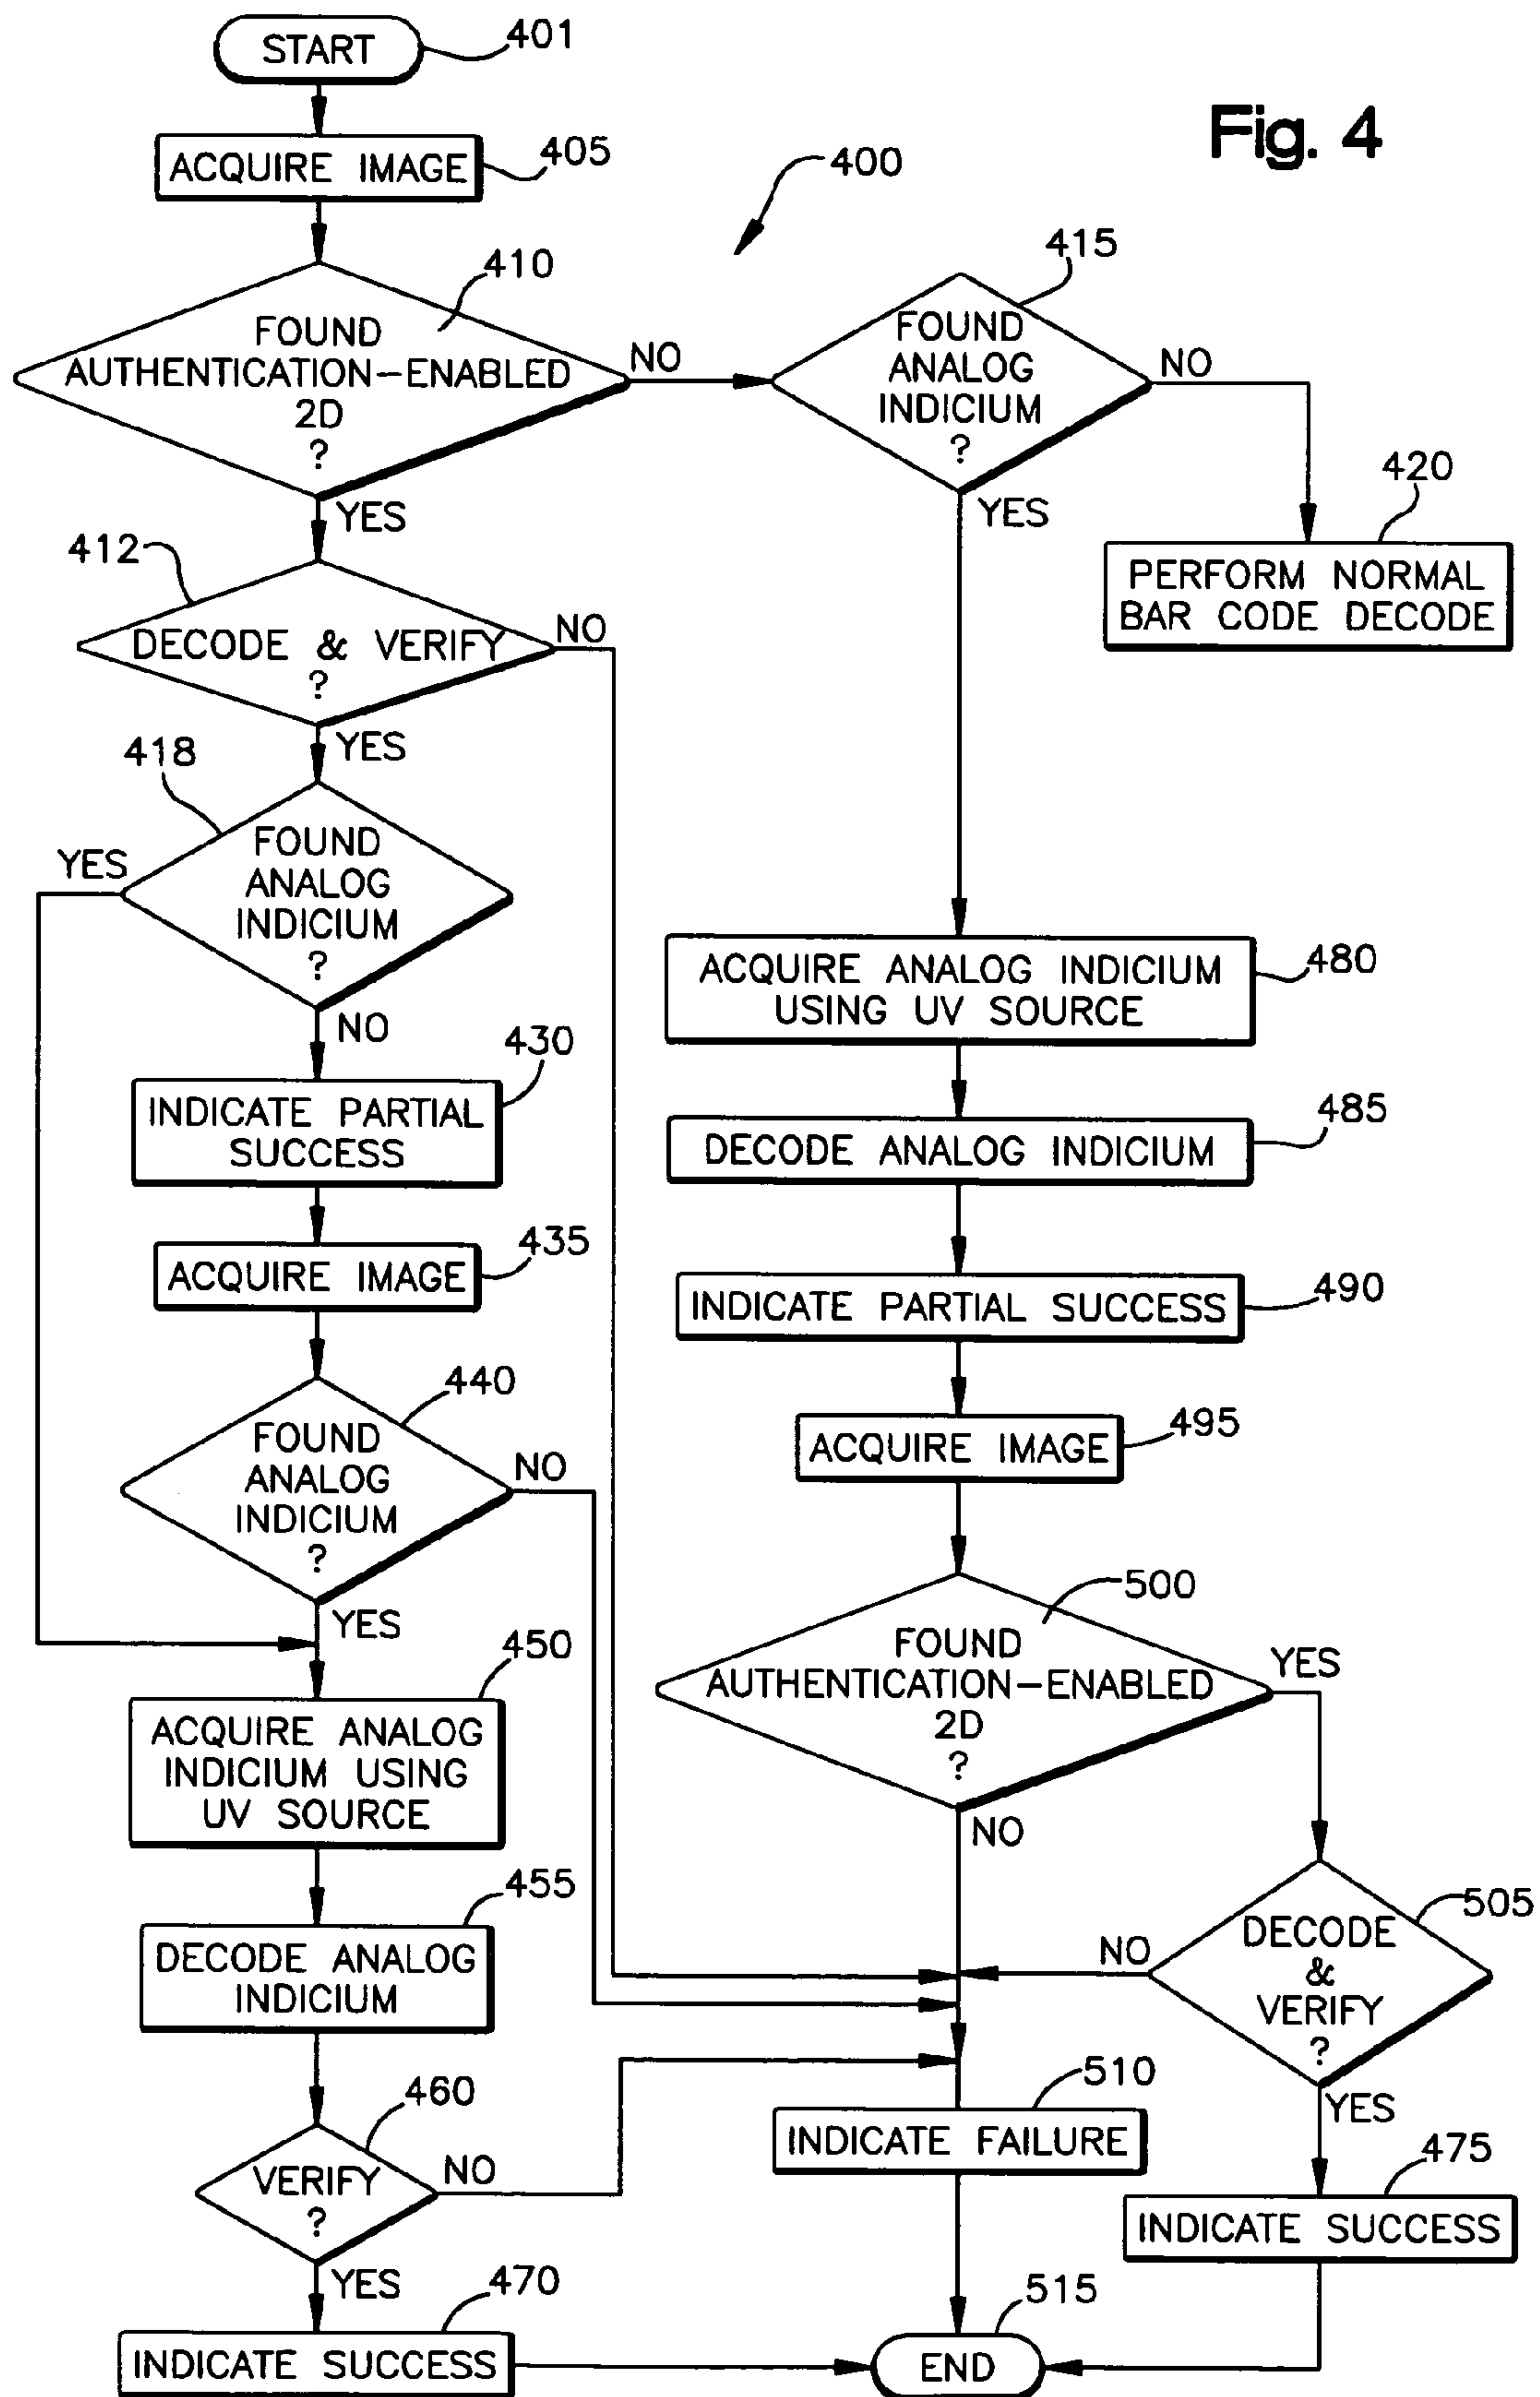 Fig. 4
400
START
401
ACQUIRE IMAGE
405
410
FOUND
AUTHENTICATION-ENABLED
2D
?
NO
YES
415
FOUND
ANALOG
INDICIUM
?
NO
YES
420
PERFORM NORMAL
BAR CODE DECODE
412
DECODE & VERIFY
?
NO
YES
418
FOUND
ANALOG
INDICIUM
?
YES
NO
430
INDICATE PARTIAL
SUCCESS
435
ACQUIRE IMAGE
440
FOUND
ANALOG
INDICIUM
?
NO
YES
450
ACQUIRE ANALOG
INDICIUM USING
UV SOURCE
455
DECODE ANALOG
INDICIUM
460
VERIFY
?
NO
YES
470
INDICATE SUCCESS
480
ACQUIRE ANALOG INDICIUM
USING UV SOURCE
485
DECODE ANALOG INDICIUM
490
INDICATE PARTIAL SUCCESS
495
ACQUIRE IMAGE
500
FOUND
AUTHENTICATION-ENABLED
2D
?
YES
NO
505
DECODE
&
VERIFY
?
NO
YES
510
INDICATE FAILURE
475
INDICATE SUCCESS
515
END